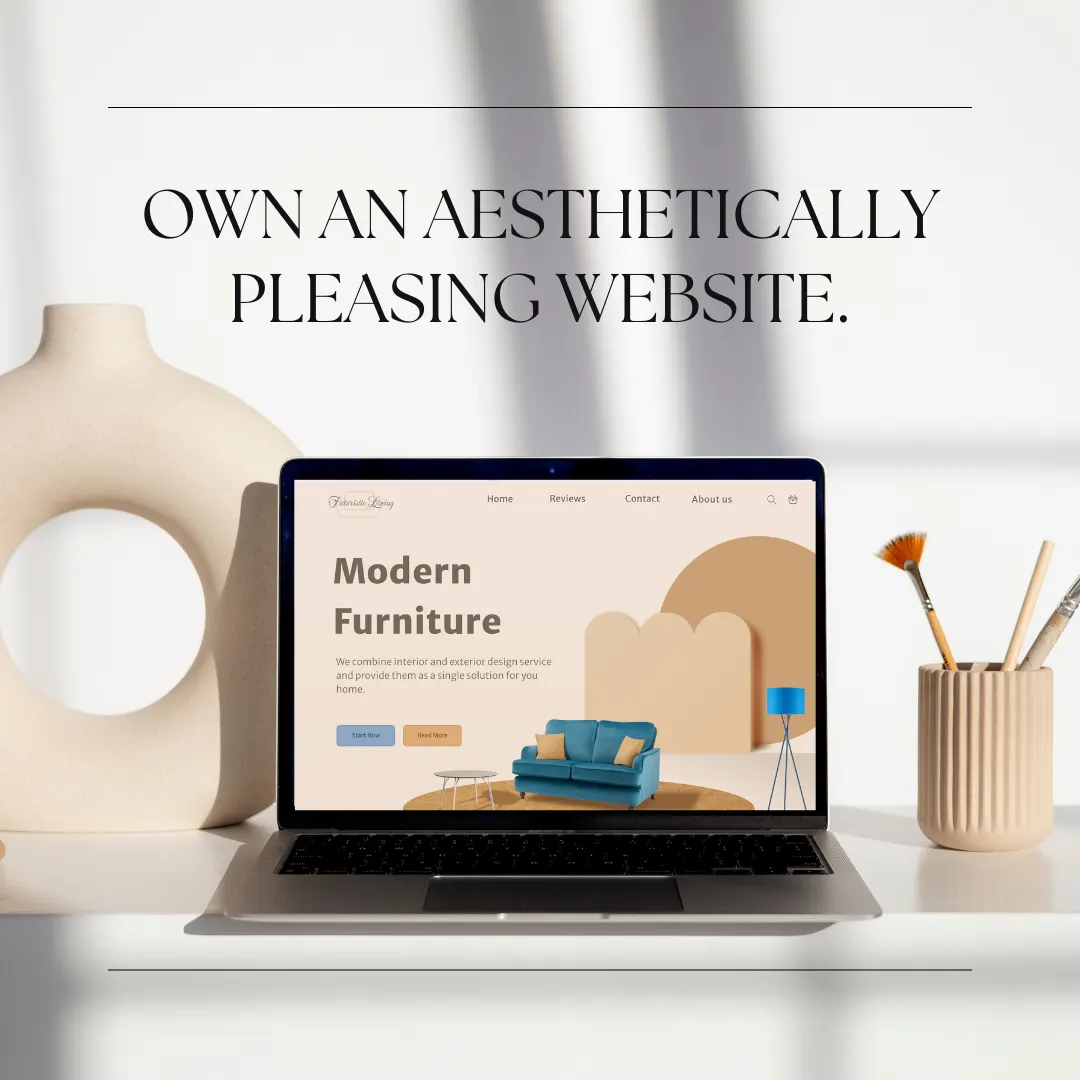 OWN AN AESTHETICALLY
PLEASING WEBSITE.
Futuristic Living
Home Reviews Contact About us
Modern
Furniture
We combine interior and exterior design service
and provide them as a single solution for you
home.
Start Now Read More